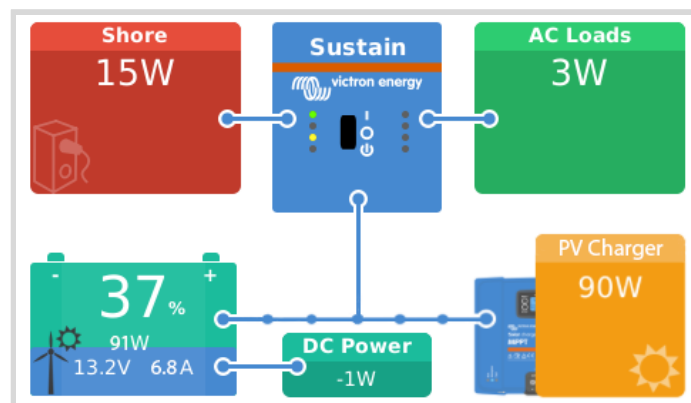 Shore
15W
Sustain
victron energy
AC Loads
3W
37%
91W
13.2V 6.8A
DC Power
-1W
PV Charger
90W
MPPT